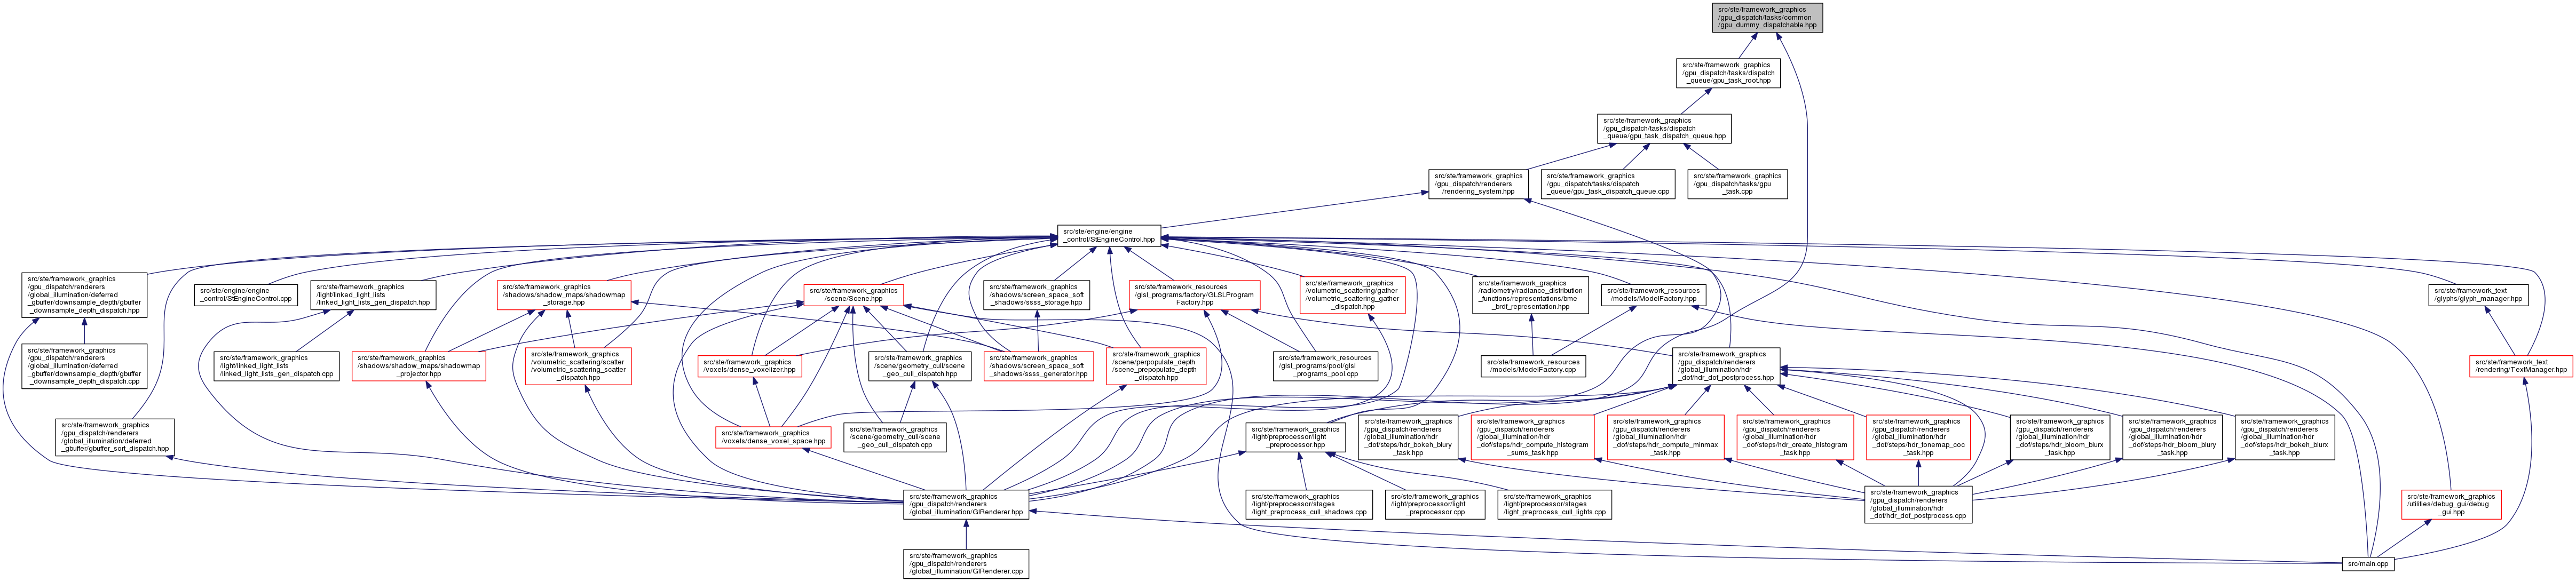 src/ste/framework_graphics
/gpu_dispatch/tasks/common
/gpu_dummy_dispatchable.hpp
src/ste/framework_graphics
/gpu_dispatch/tasks/dispatch
_queue/gpu_task_root.hpp
src/ste/framework_graphics
/gpu_dispatch/tasks/dispatch
_queue/gpu_task_dispatch_queue.hpp
src/ste/framework_graphics
/gpu_dispatch/renderers
/rendering_system.hpp
src/ste/framework_graphics
/gpu_dispatch/tasks/dispatch
_queue/gpu_task_dispatch_queue.cpp
src/ste/framework_graphics
/gpu_dispatch/tasks/gpu
_task.cpp
src/ste/engine/engine
_control/StEngineControl.hpp
src/ste/framework_graphics
/gpu_dispatch/renderers
/global_illumination/deferred
_gbuffer/downsample_depth/gbuffer
_downsample_depth_dispatch.hpp
src/ste/engine/engine
_control/StEngineControl.cpp
src/ste/framework_graphics
/light/linked_light_lists
/linked_light_lists_gen_dispatch.hpp
src/ste/framework_graphics
/shadows/shadow_maps/shadowmap
_storage.hpp
src/ste/framework_graphics
/scene/Scene.hpp
src/ste/framework_graphics
/shadows/screen_space_soft
_shadows/ssss_storage.hpp
src/ste/framework_resources
/glsl_programs/factory/GLSLProgram
Factory.hpp
src/ste/framework_graphics
/volumetric_scattering/gather
/volumetric_scattering_gather
_dispatch.hpp
src/ste/framework_graphics
/radiometry/radiance_distribution
_functions/representations/bme
_brdf_representation.hpp
src/ste/framework_resources
/models/ModelFactory.hpp
src/ste/framework_text
/glyphs/glyph_manager.hpp
src/ste/framework_graphics
/gpu_dispatch/renderers
/global_illumination/deferred
_gbuffer/downsample_depth/gbuffer
_downsample_depth_dispatch.cpp
src/ste/framework_graphics
/light/linked_light_lists
/linked_light_lists_gen_dispatch.cpp
src/ste/framework_graphics
/shadows/shadow_maps/shadowmap
_projector.hpp
src/ste/framework_graphics
/volumetric_scattering/scatter
/volumetric_scattering_scatter
_dispatch.hpp
src/ste/framework_graphics
/voxels/dense_voxelizer.hpp
src/ste/framework_graphics
/scene/geometry_cull/scene
_geo_cull_dispatch.hpp
src/ste/framework_graphics
/shadows/screen_space_soft
_shadows/ssss_generator.hpp
src/ste/framework_graphics
/scene/perpopulate_depth
/scene_prepopulate_depth
_dispatch.hpp
src/ste/framework_resources
/glsl_programs/pool/glsl
_programs_pool.cpp
src/ste/framework_resources
/models/ModelFactory.cpp
src/ste/framework_graphics
/gpu_dispatch/renderers
/global_illumination/hdr
_dof/hdr_dof_postprocess.hpp
src/ste/framework_text
/rendering/TextManager.hpp
src/ste/framework_graphics
/gpu_dispatch/renderers
/global_illumination/deferred
_gbuffer/gbuffer_sort_dispatch.hpp
src/ste/framework_graphics
/voxels/dense_voxel_space.hpp
src/ste/framework_graphics
/scene/geometry_cull/scene
_geo_cull_dispatch.cpp
src/ste/framework_graphics
/light/preprocessor/light
_preprocessor.hpp
src/ste/framework_graphics
/gpu_dispatch/renderers
/global_illumination/hdr
_dof/steps/hdr_bokeh_blury
_task.hpp
src/ste/framework_graphics
/gpu_dispatch/renderers
/global_illumination/hdr
_dof/steps/hdr_compute_histogram
_sums_task.hpp
src/ste/framework_graphics
/gpu_dispatch/renderers
/global_illumination/hdr
_dof/steps/hdr_compute_minmax
_task.hpp
src/ste/framework_graphics
/gpu_dispatch/renderers
/global_illumination/hdr
_dof/steps/hdr_create_histogram
_task.hpp
src/ste/framework_graphics
/gpu_dispatch/renderers
/global_illumination/hdr
_dof/steps/hdr_tonemap_coc
_task.hpp
src/ste/framework_graphics
/gpu_dispatch/renderers
/global_illumination/hdr
_dof/steps/hdr_bloom_blurx
_task.hpp
src/ste/framework_graphics
/gpu_dispatch/renderers
/global_illumination/hdr
_dof/steps/hdr_bloom_blury
_task.hpp
src/ste/framework_graphics
/gpu_dispatch/renderers
/global_illumination/hdr
_dof/steps/hdr_bokeh_blurx
_task.hpp
src/ste/framework_graphics
/gpu_dispatch/renderers
/global_illumination/GIRenderer.hpp
src/ste/framework_graphics
/light/preprocessor/stages
/light_preprocess_cull_shadows.cpp
src/ste/framework_graphics
/light/preprocessor/light
_preprocessor.cpp
src/ste/framework_graphics
/light/preprocessor/stages
/light_preprocess_cull_lights.cpp
src/ste/framework_graphics
/gpu_dispatch/renderers
/global_illumination/hdr
_dof/hdr_dof_postprocess.cpp
src/ste/framework_graphics
/utilities/debug_gui/debug
_gui.hpp
src/ste/framework_graphics
/gpu_dispatch/renderers
/global_illumination/GIRenderer.cpp
src/main.cpp